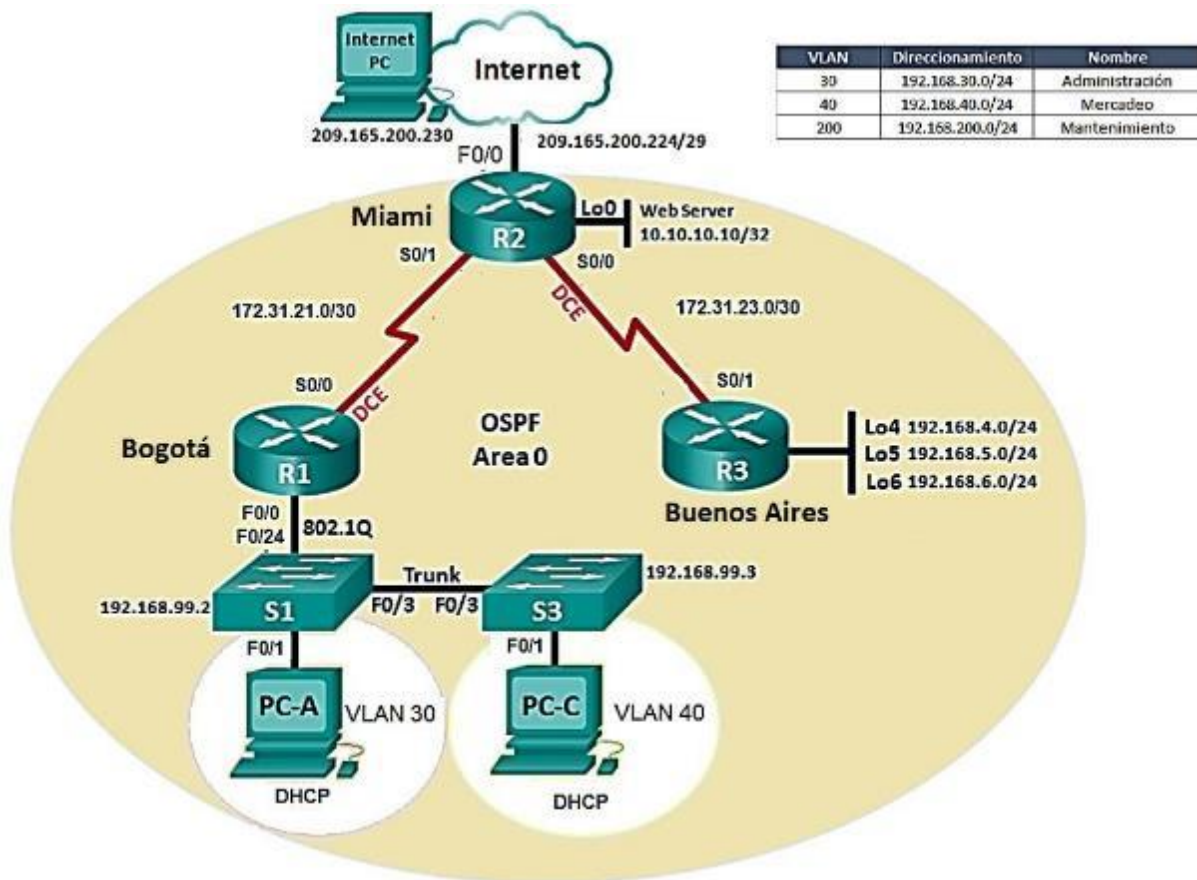 Internet
PC
Internet
209.165.200.230
209.165.200.224/29
F0/0
VLAN Direccionamiento Nombre
30 192.168.30.0/24 Administración
40 192.168.40.0/24 Mercadeo
200 192.168.200.0/24 Mantenimiento
Miami
R2
Lo0
Web Server
10.10.10.10/32
S0/1
S0/0
DCE
172.31.21.0/30
172.31.23.0/30
S0/0
DCE
S0/1
OSPF
Area 0
Bogotá
R1
R3
Buenos Aires
Lo4 192.168.4.0/24
Lo5 192.168.5.0/24
Lo6 192.168.6.0/24
F0/0
F0/24
802.1Q
192.168.99.2
S1
Trunk
F0/3 F0/3
S3
192.168.99.3
F0/1
F0/1
PC-A
VLAN 30
DHCP
PC-C
VLAN 40
DHCP